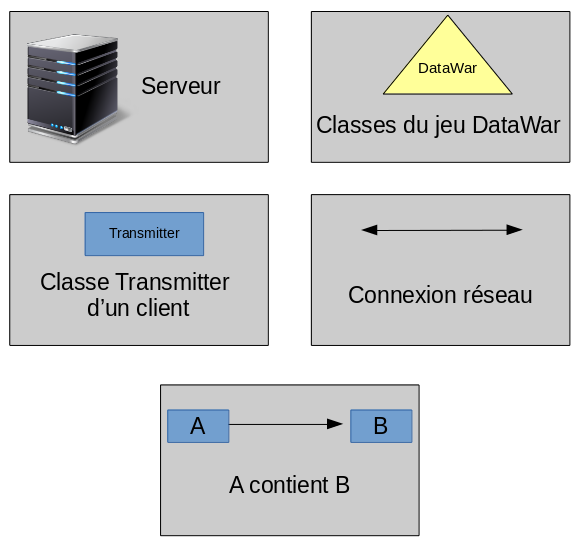 Serveur
DataWar
Classes du jeu DataWar
Transmitter
Classe Transmitter
d’un client
Connexion réseau
A
B
A contient B